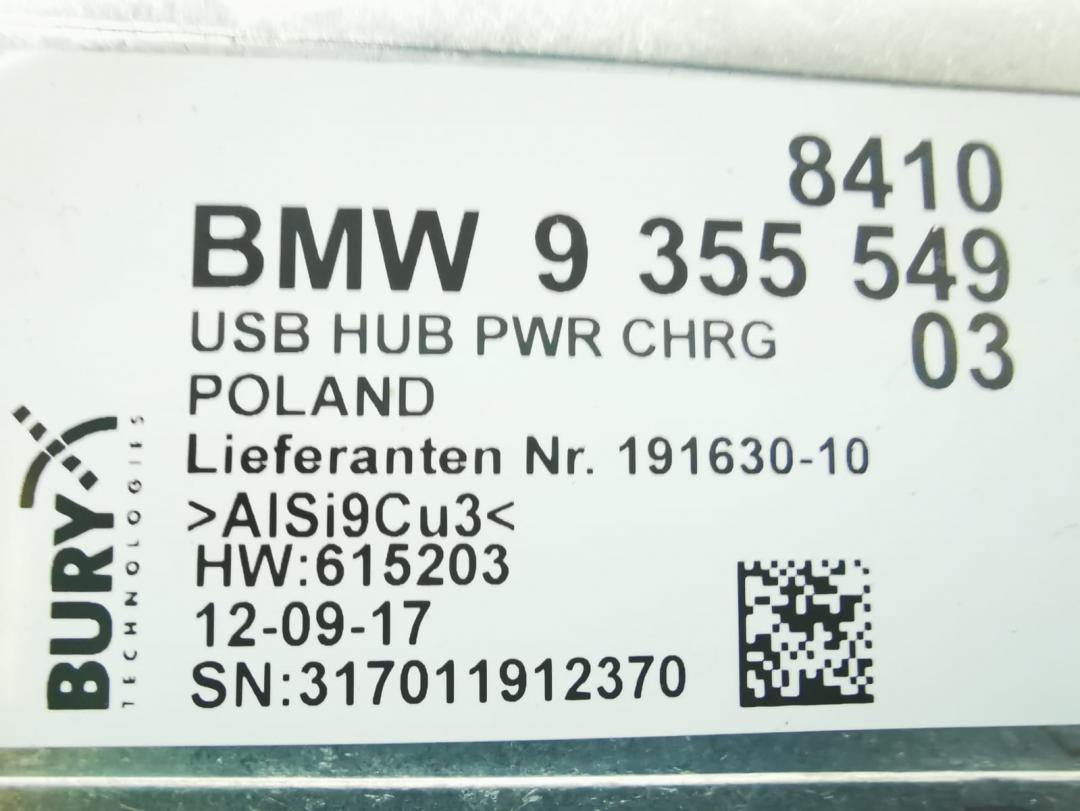 8410
BMW 9 355 549
USB HUB PWR CHRG
03
POLAND
Lieferanten Nr. 191630-10
>AlSi9Cu3<
HW:615203
12-09-17
SN:317011912370
BURY
TECHNOLOGIES